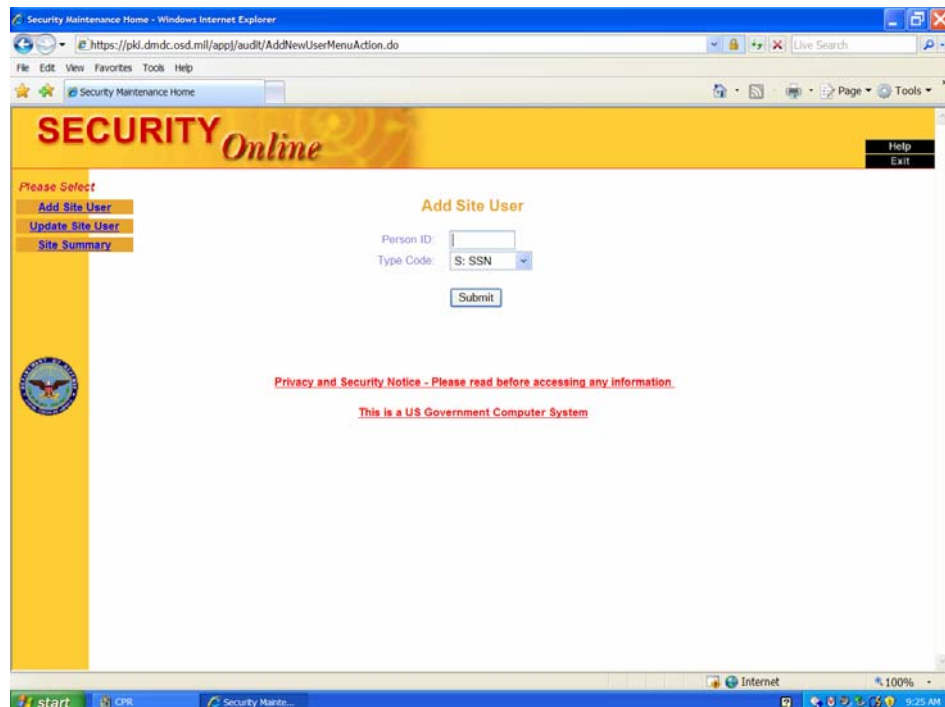 Security Maintenance Home - Windows Internet Explorer
https://pki.dmdc.osd.mil/appj/audit/AddNewUserMenuAction.do
Live Search
File Edit View Favorites Tools Help
Security Maintenance Home
Page Tools
SECURITY Online
Help
Exit
Please Select
Add Site User
Update Site User
Site Summary
Add Site User
Person ID:
Type Code: S: SSN
Submit
Privacy and Security Notice - Please read before accessing any information
This is a US Government Computer System
Internet 100%
start CPR Security Mainte... 9:25 AM